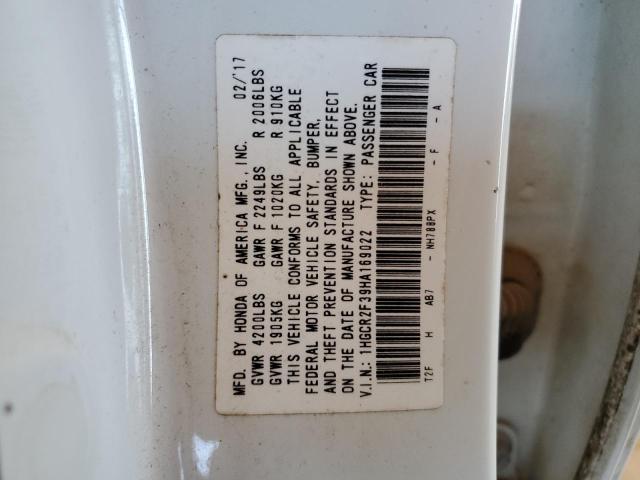 MFD. BY HONDA OF AMERICA MFG., INC. 02/'17
GVWR 4200LBS GAWR F 2249LBS R 2006LBS
GVWR 1905KG GAWR F 1020KG R 910KG
THIS VEHICLE CONFORMS TO ALL APPLICABLE
FEDERAL MOTOR VEHICLE SAFETY, BUMPER,
AND THEFT PREVENTION STANDARDS IN EFFECT
ON THE DATE OF MANUFACTURE SHOWN ABOVE.
V.I.N.: 1HGCR2F39HA169022 TYPE: PASSENGER CAR
T2F H AB7 - NH788PX - F - A